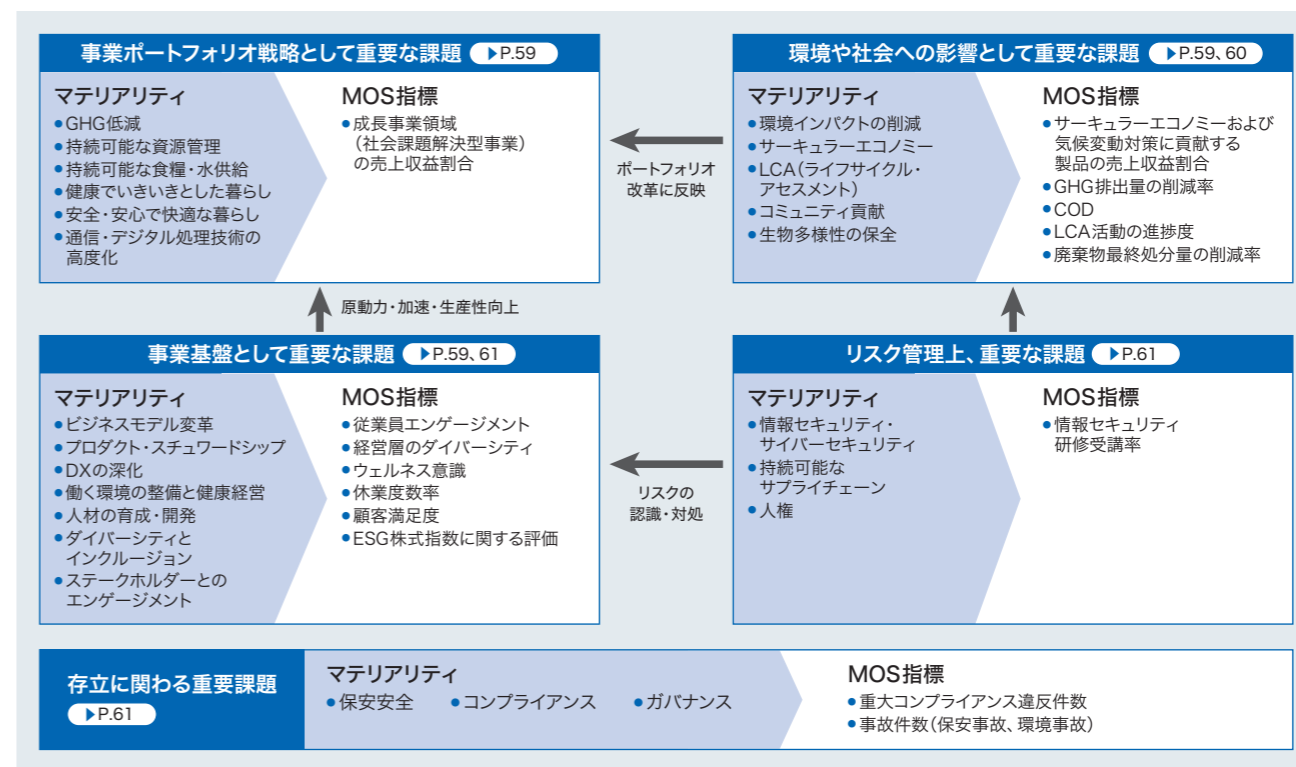 事業ポートフォリオ戦略として重要な課題 ▶P.59
マテリアリティ
●GHG低減
●持続可能な資源管理
●持続可能な食糧・水供給
●健康でいきいきとした暮らし
●安全・安心で快適な暮らし
●通信・デジタル処理技術の
高度化
MOS指標
●成長事業領域
（社会課題解決型事業）
の売上収益割合
ポートフォリオ
改革に反映
環境や社会への影響として重要な課題 ▶P.59、60
マテリアリティ
●環境インパクトの削減
●サーキュラーエコノミー
●LCA（ライフサイクル・
アセスメント）
●コミュニティ貢献
●生物多様性の保全
MOS指標
●サーキュラーエコノミーおよび
気候変動対策に貢献する
製品の売上収益割合
●GHG排出量の削減率
●COD
●LCA活動の進捗度
●廃棄物最終処分量の削減率
原動力・加速・生産性向上
事業基盤として重要な課題 ▶P.59、61
マテリアリティ
●ビジネスモデル変革
●プロダクト・スチュワードシップ
●DXの深化
●働く環境の整備と健康経営
●人材の育成・開発
●ダイバーシティと
インクルージョン
●ステークホルダーとの
エンゲージメント
MOS指標
●従業員エンゲージメント
●経営層のダイバーシティ
●ウェルネス意識
●休業度数率
●顧客満足度
●ESG株式指数に関する評価
リスクの
認識・対処
リスク管理上、重要な課題 ▶P.61
マテリアリティ
●情報セキュリティ・
サイバーセキュリティ
●持続可能な
サプライチェーン
●人権
MOS指標
●情報セキュリティ
研修受講率
存立に関わる重要課題
▶P.61
マテリアリティ
●保安安全 ●コンプライアンス ●ガバナンス
MOS指標
●重大コンプライアンス違反件数
●事故件数（保安事故、環境事故）